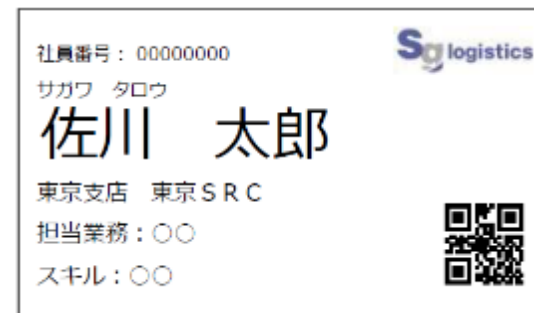 社員番号： 00000000
Sg logistics
サガワ　タロウ
佐川　太郎
東京支店　東京ＳＲＣ
担当業務：○○
スキル：○○